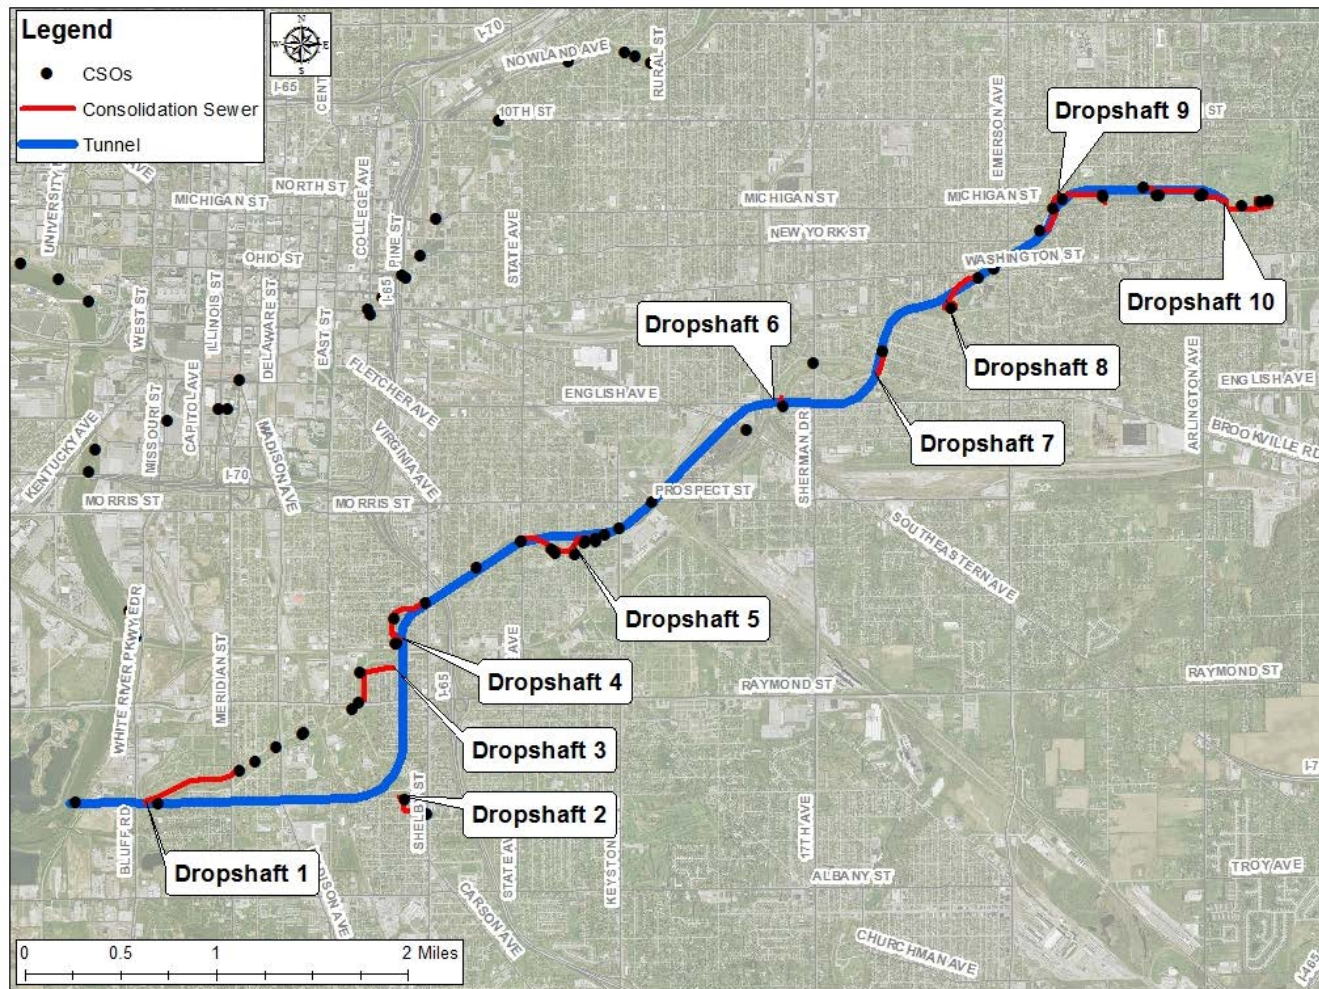 Legend
CSOs
Consolidation Sewer
Tunnel
N
W
E
S
I-70
NOWLAND AVE
RURAL ST
I-65
10TH ST
EMERSON AVE
Dropshaft 9
ST
NORTH ST
MICHIGAN ST
COLLEGE AVE
PINE ST
STATE AVE
MICHIGAN ST
MICHIGAN ST
NEW YORK ST
OHIO ST
WASHINGTON ST
WEST ST
ILLINOIS ST
DELAWARE ST
EAST ST
I-65
Dropshaft 6
Dropshaft 10
FLETCHER AVE
Dropshaft 8
ENGLISH AVE
ENGLISH AVE
KENTUCKY AVE
MISSOURI ST
CAPITOL AVE
MADISON AVE
VIRGINIA AVE
SHERMAN DR
Dropshaft 7
ARLINGTON AVE
BROOKVILLE RD
I-70
MORRIS ST
MORRIS ST
PROSPECT ST
SOUTHEASTERN AVE
WHITE RIVER PKWY EDR
MERIDIAN ST
Dropshaft 5
AVE
Dropshaft 4
I-65
RAYMOND ST
RAYMOND ST
Dropshaft 3
SHELBY ST
Dropshaft 2
BLUFF RD
Dropshaft 1
STATE AVE
17TH AVE
ALBANY ST
TROY AVE
CARSON AVE
CHURCHMAN AVE
I-465
0 0.5 1 2 Miles